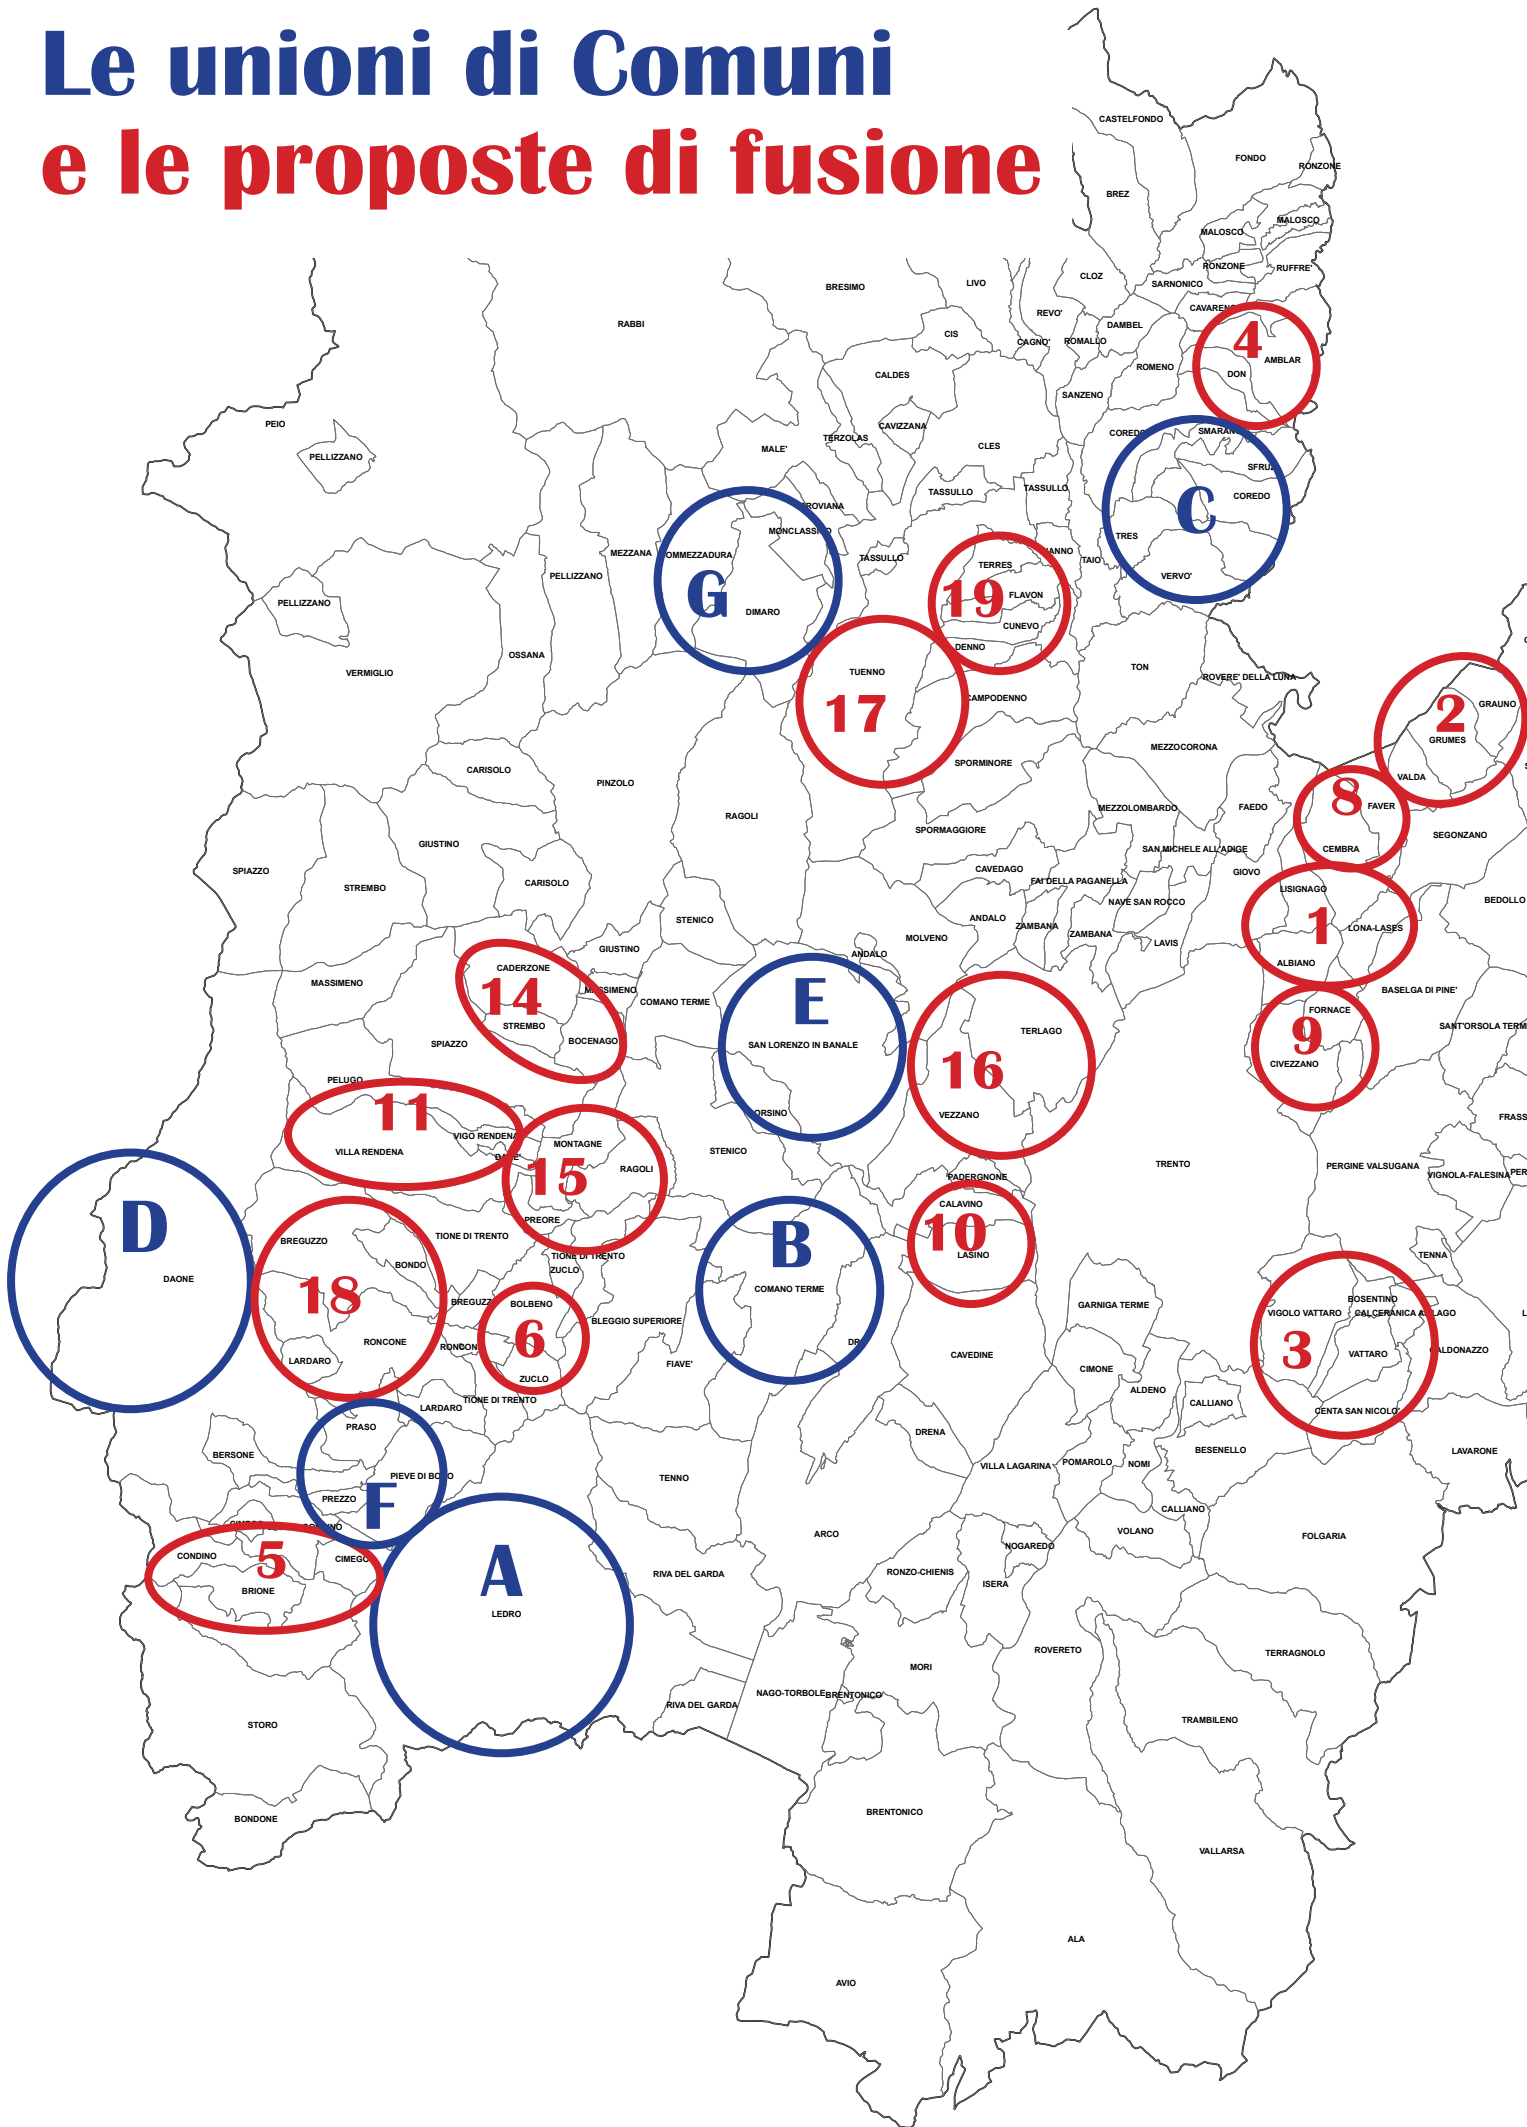 Le unioni di Comuni
e le proposte di fusione
CASTELFONDO
FONDO
RONZONE
BREZ
MALOSCO
MALOSCO
RONZONE
RUFFRE'
CLOZ
SARNONICO
BRESIMO
LIVO
REVO'
CAVARENO
RABBI
CIS
CAGNO'
ROMALLO
DAMBEL
4
AMBLAR
DON
ROMENO
CALDES
SANZENO
PEIO
CAVIZZANA
TERZOLAS
COREDO
SMARANO
PELLIZZANO
MALE'
CLES
SFRUZ
TASSULLO
TASSULLO
COREDO
C
MONCLASSICO
TRES
MEZZANA
TASSULLO
TAIO
PELLIZZANO
TERRES
VERVO'
G
19
FLAVON
PELLIZZANO
DIMARO
CUNEVO
DENNO
OSSANA
TON
VERMIGLIO
TUENNO
ROVERE' DELLA LUNA
CAMPODENNO
17
2
GRAUNO
GRUMES
MEZZOCORONA
CARISOLO
PINZOLO
SPORMINORE
VALDA
8
FAVER
MEZZOLOMBARDO
FAEDO
RAGOLI
SPORMAGGIORE
SEGONZANO
GIUSTINO
SAN MICHELE ALL'ADIGE
CEMBRA
SPIAZZO
CAVEDAGO
GIOVO
STREMBO
CARISOLO
FAI DELLA PAGANELLA
LISIGNAGO
NAVE SAN ROCCO
BEDOLLO
STENICO
ANDALO
ZAMBANA
ZAMBANA
1
LONA-LASES
MOLVENO
LAVIS
GIUSTINO
ANDALO
ALBIANO
CADERZONE
MASSIMENO
MASSIMENO
14
COMANO TERME
E
BASELGA DI PINE'
FORNACE
STREMBO
SPIAZZO
BOCENAGO
SAN LORENZO IN BANALE
TERLAGO
9
CIVEZZANO
16
PELUGO
11
VEZZANO
VIGO RENDENA
VILLA RENDENA
MONTAGNE
STENICO
RAGOLI
TRENTO
PERGINE VALSUGANA
15
PADERGNONE
VIGNOLA-FALESINA
CALAVINO
PREORE
D
10
TIONE DI TRENTO
BREGUZZO
B
LASINO
TIONE DI TRENTO
TENNA
BONDO
ZUCLO
DAONE
18
COMANO TERME
BOLBENO
GARNIGA TERME
BOSENTINO
VIGOLO VATTARO
BLEGGIO SUPERIORE
6
RONCONE
3
VATTARO
CAVEDINE
LARDARO
FIAVE'
CIMONE
ZUCLO
ALDENO
TIONE DI TRENTO
CALLIANO
LARDARO
CENTA SAN NICOLO'
PRASO
DRENA
BESENELLO
LAVARONE
BERSONE
VILLA LAGARINA
POMAROLO
NOMI
TENNO
PREZZO
F
CALLIANO
VOLANO
ARCO
FOLGARIA
NOGAREDO
CONDINO
5
CIMEGO
A
RONZO-CHIENIS
RIVA DEL GARDA
ISERA
BRIONE
LEDRO
ROVERETO
TERRAGNOLO
MORI
NAGO-TORBOLE
BRENTONICO
RIVA DEL GARDA
STORO
TRAMBILENO
BRENTONICO
BONDONE
VALLARSA
ALA
AVIO